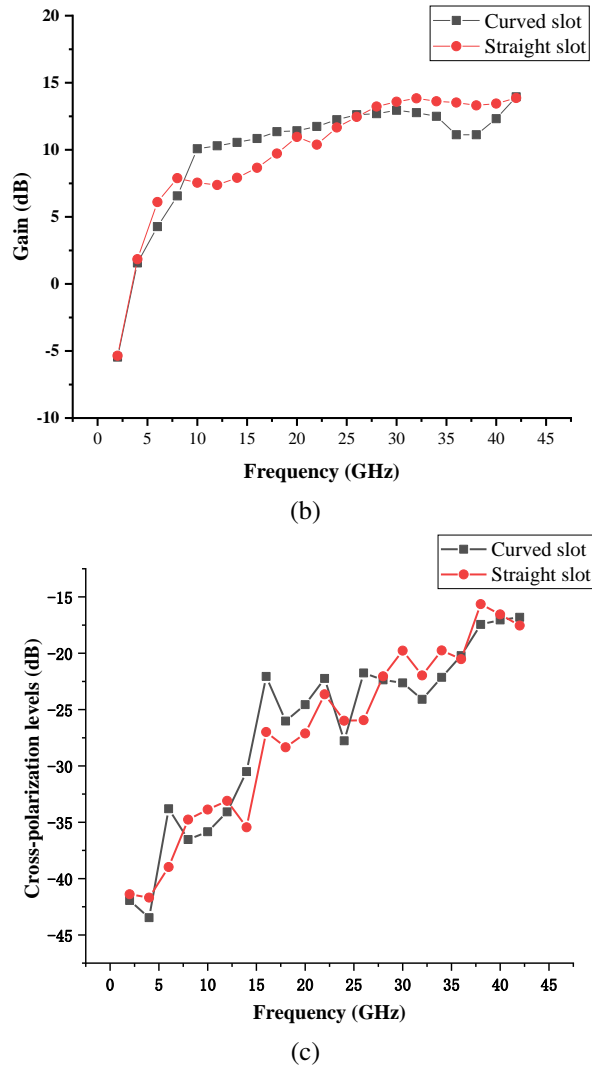 Curved slot
Straight slot
20
15
10
5
0
-5
-10
Gain (dB)
0 5 10 15 20 25 30 35 40 45
Frequency (GHz)
(b)
Curved slot
Straight slot
-15
-20
-25
-30
-35
-40
-45
Cross-polarization levels (dB)
0 5 10 15 20 25 30 35 40 45
Frequency (GHz)
(c)